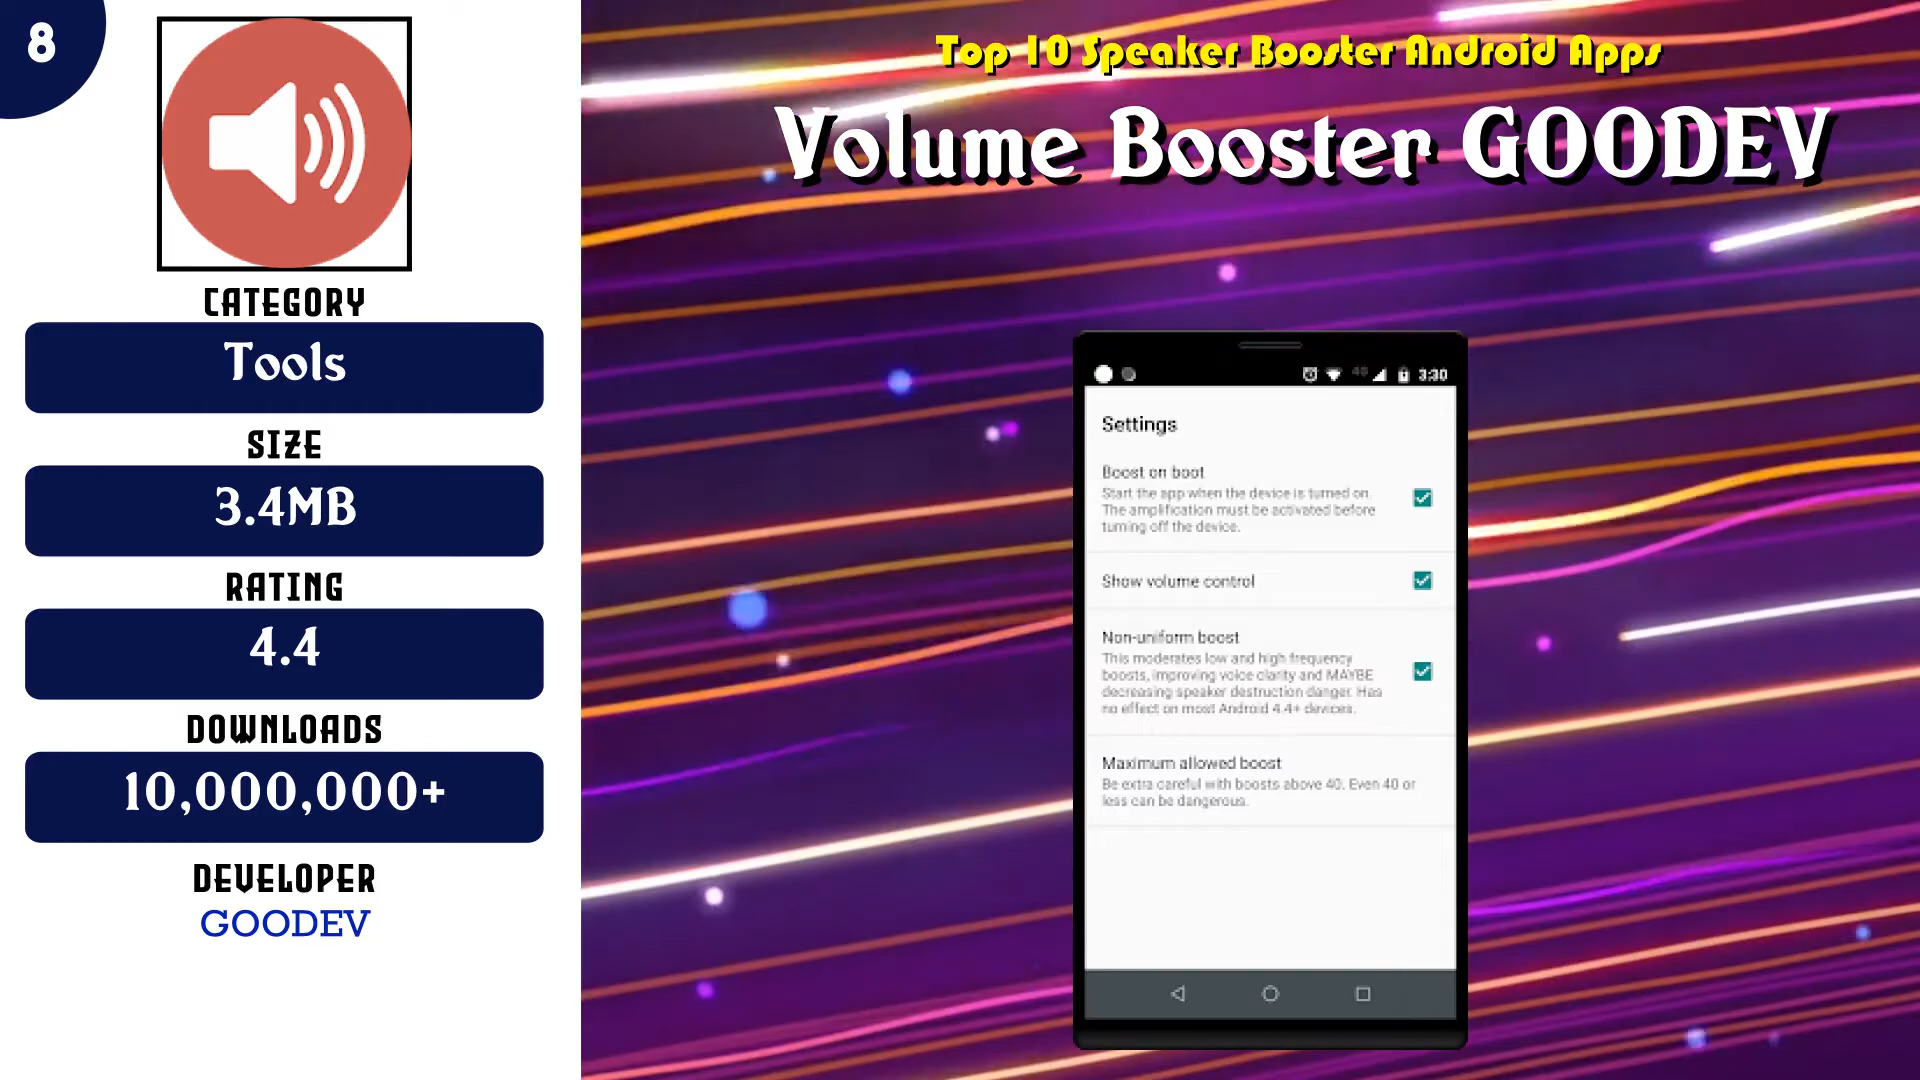 8
CATEGORY
Tools
SIZE
3.4MB
RATING
4.4
DOWNLOADS
10,000,000+
DEVELOPER
GOODEV
Top 10 Speaker Booster Android Apps
Volume Booster GOODEV
4G 3:30
Settings
Boost on boot
Start the app when the device is turned on.
The amplification must be activated before
turning off the device.
Show volume control
Non-uniform boost
This moderates low and high frequency
boosts, improving voice clarity and MAYBE
decreasing speaker destruction danger. Has
no effect on most Android 4.4+ devices.
Maximum allowed boost
Be extra careful with boosts above 40. Even 40 or
less can be dangerous.